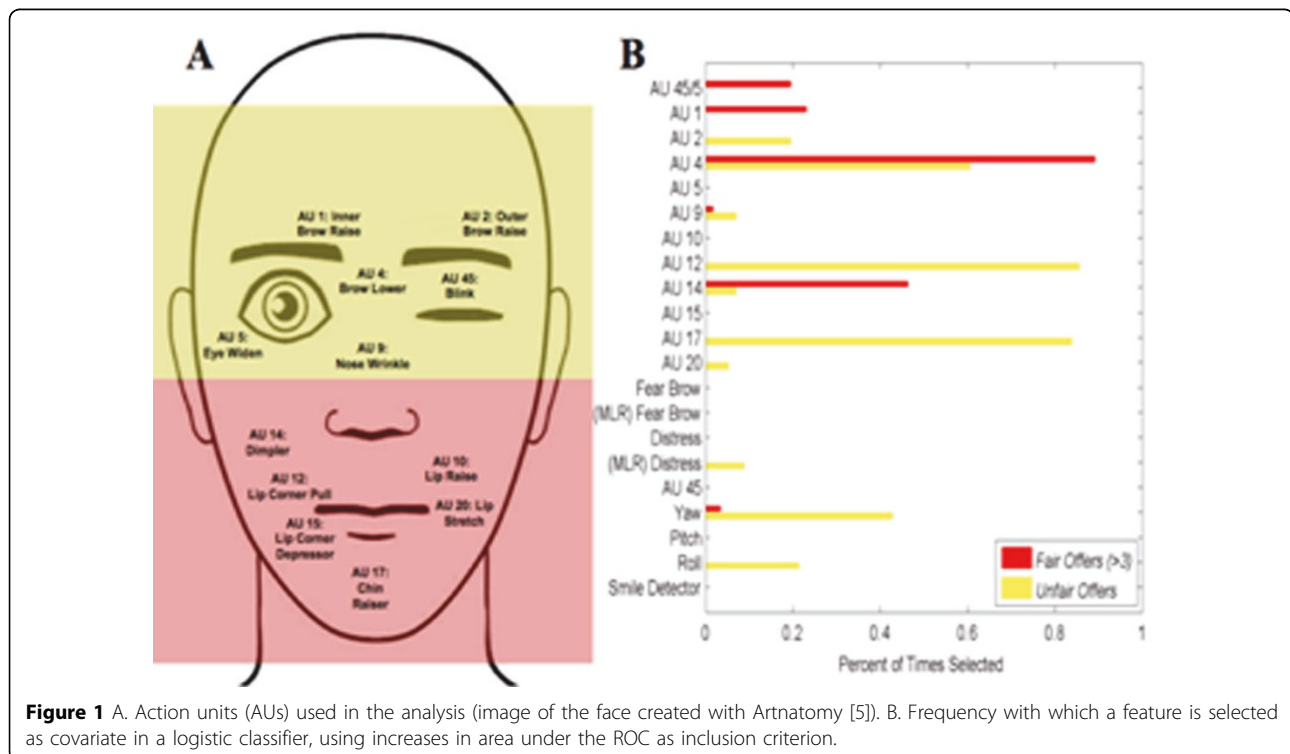 A
AU 1: Inner
Brow Raise
AU 2: Outer
Brow Raise
AU 4:
Brow Lower
AU 45:
Blink
AU 5:
Eye Widen
AU 9:
Nose Wrinkle
AU 14:
Dimpler
AU 10:
Lip Raise
AU 12:
Lip Corner Pull
AU 20: Lip
Stretch
AU 15:
Lip Corner
Depressor
AU 17:
Chin
Raiser
B
AU 45/5
AU 1
AU 2
AU 4
AU 5
AU 9
AU 10
AU 12
AU 14
AU 15
AU 17
AU 20
Fear Brow
(MLR) Fear Brow
Distress
(MLR) Distress
AU 45
Yaw
Pitch
Roll
Smile Detector
Fair Offers (>3)
Unfair Offers
0 0.2 0.4 0.6 0.8 1
Percent of Times Selected
Figure 1 A. Action units (AUs) used in the analysis (image of the face created with Artnatomy [5]). B. Frequency with which a feature is selected
as covariate in a logistic classifier, using increases in area under the ROC as inclusion criterion.